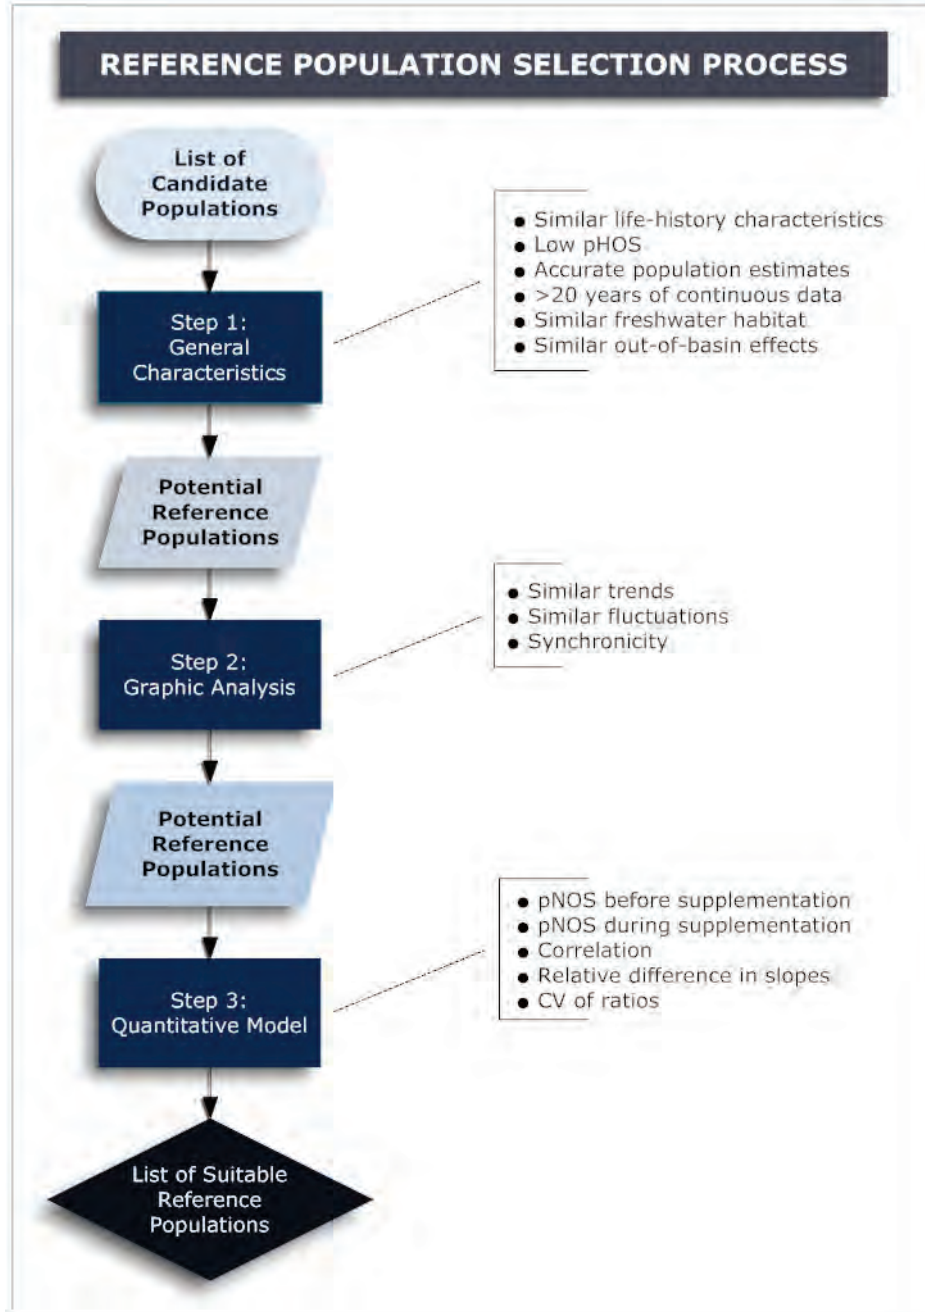 REFERENCE POPULATION SELECTION PROCESS
List of
Candidate
Populations
Step 1:
General
Characteristics
● Similar life-history characteristics
● Low pHOS
● Accurate population estimates
● >20 years of continuous data
● Similar freshwater habitat
● Similar out-of-basin effects
Potential
Reference
Populations
Step 2:
Graphic Analysis
● Similar trends
● Similar fluctuations
● Synchronicity
Potential
Reference
Populations
Step 3:
Quantitative Model
● pNOS before supplementation
● pNOS during supplementation
● Correlation
● Relative difference in slopes
● CV of ratios
List of Suitable
Reference
Populations